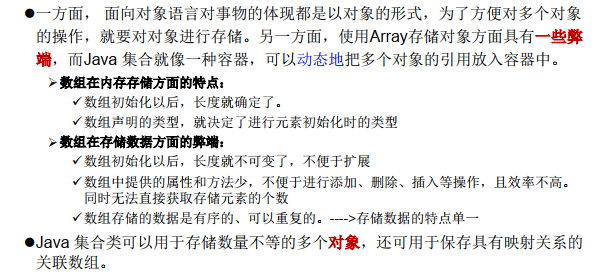 ●一方面， 面向对象语言对事物的体现都是以对象的形式，为了方便对多个对象
的操作，就要对对象进行存储。另一方面，使用Array存储对象方面具有一些弊
端，而Java 集合就像一种容器，可以动态地把多个对象的引用放入容器中。
➢数组在内存存储方面的特点：
✓数组初始化以后，长度就确定了。
✓数组声明的类型，就决定了进行元素初始化时的类型
➢数组在存储数据方面的弊端：
✓数组初始化以后，长度就不可变了，不便于扩展
✓数组中提供的属性和方法少，不便于进行添加、删除、插入等操作，且效率不高。
同时无法直接获取存储元素的个数
✓数组存储的数据是有序的、可以重复的。---->存储数据的特点单一
●Java 集合类可以用于存储数量不等的多个对象，还可用于保存具有映射关系的
关联数组。